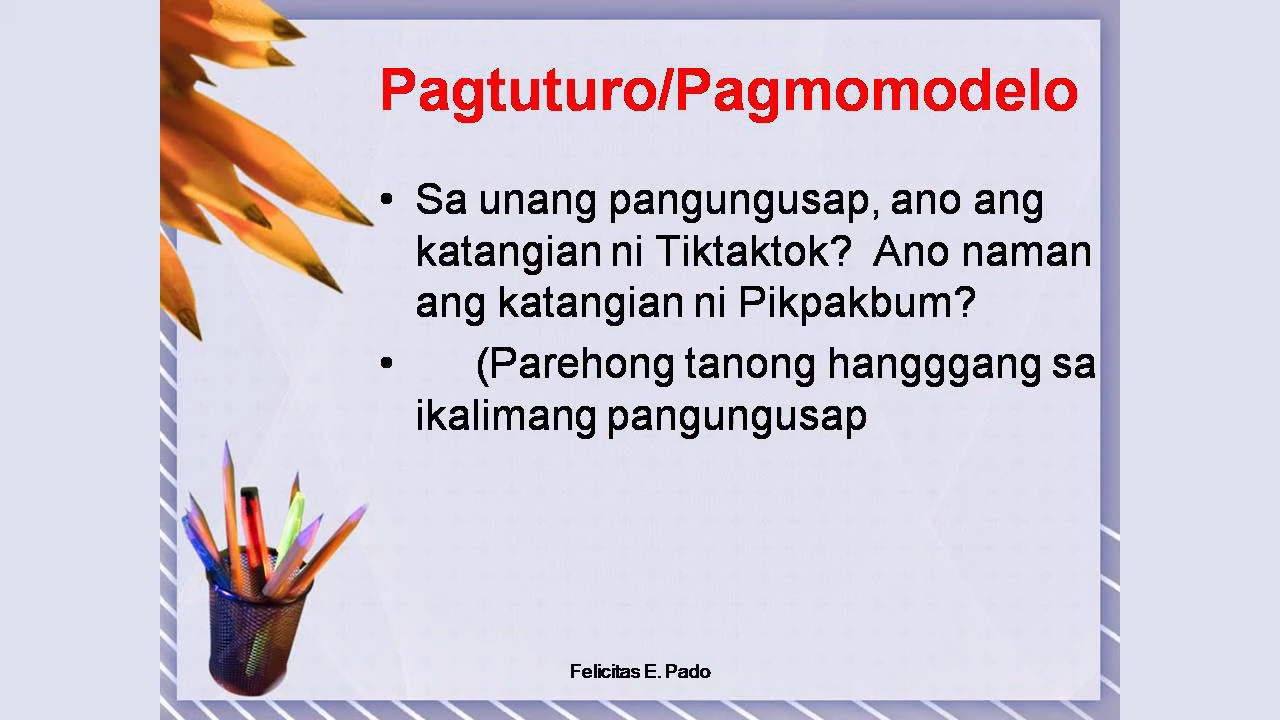 Pagtuturo/Pagmomodelo
• Sa unang pangungusap, ano ang
katangian ni Tiktaktok?  Ano naman
ang katangian ni Pikpakbum?
• (Parehong tanong hangggang sa
ikalimang pangungusap
Felicitas E. Pado